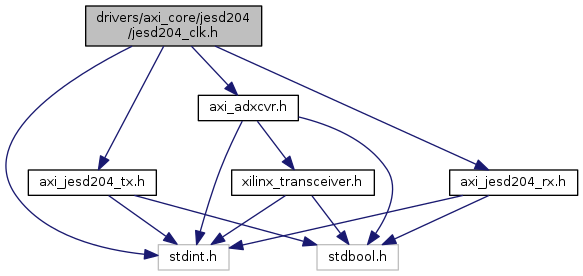 drivers/axi_core/jesd204
/jesd204_clk.h
axi_adxcvr.h
axi_jesd204_tx.h
xilinx_transceiver.h
axi_jesd204_rx.h
stdint.h
stdbool.h